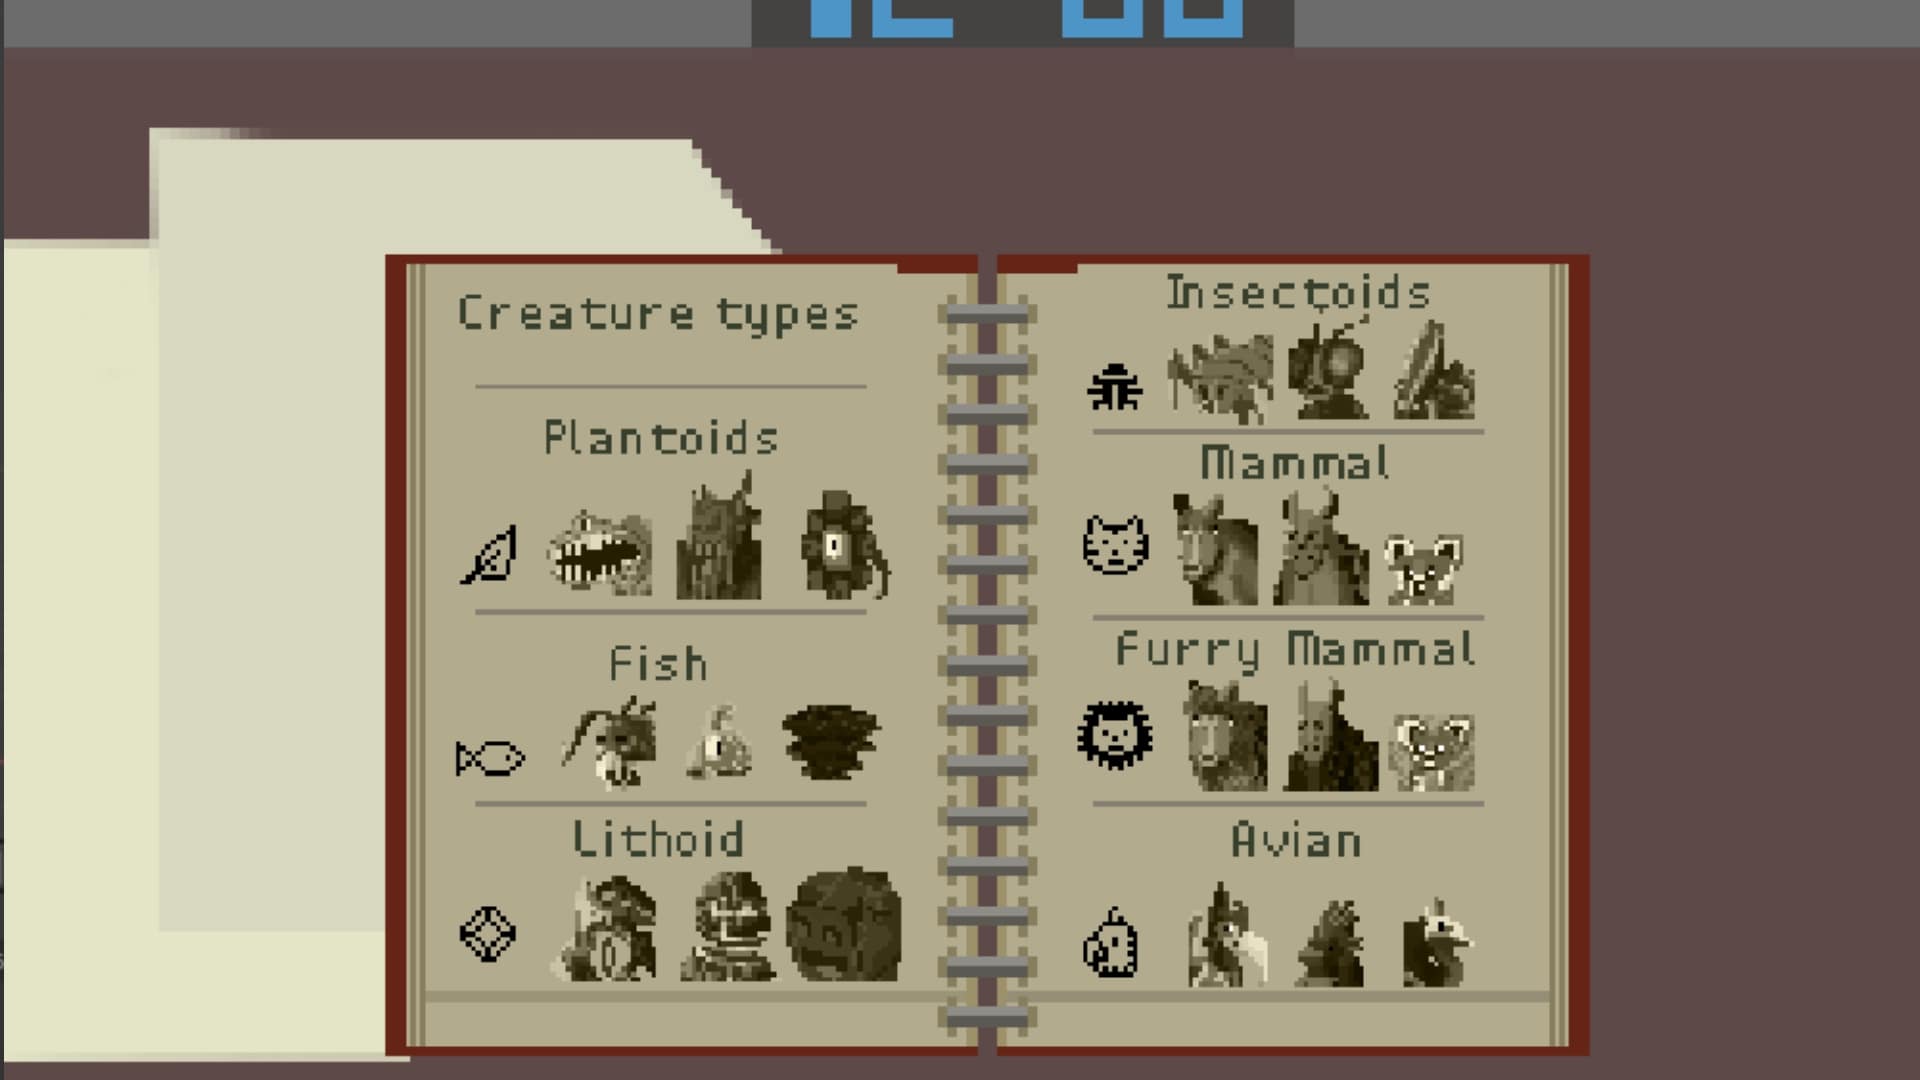 Creature types
Plantoids
Fish
Lithoid
Insectoids
Mammal
Furry Mammal
Avian